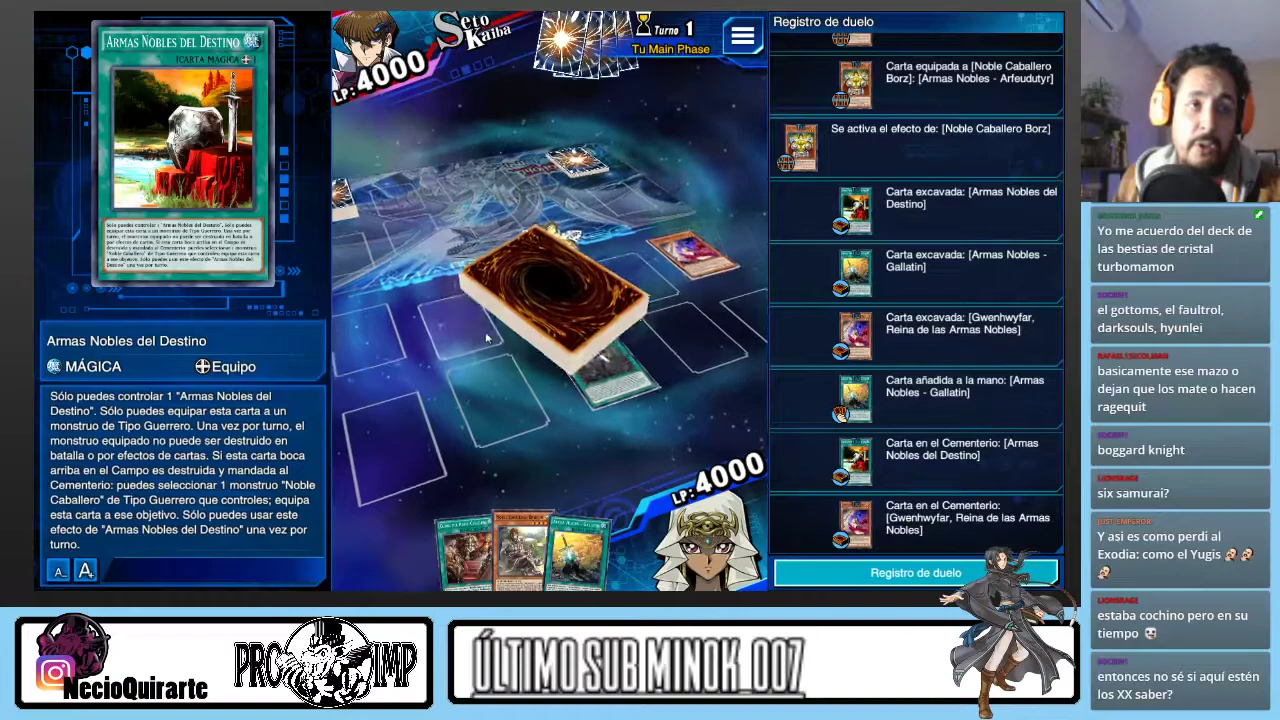 ARMAS NOBLES DEL DESTINO
[CARTA MÁGICA]
Armas Nobles del Destino
MÁGICA
Equipo
Sólo puedes controlar 1 "Armas Nobles del
Destino". Sólo puedes equipar esta carta a un
monstruo de Tipo Guerrero. Una vez por turno, el
monstruo equipado no puede ser destruido en
batalla o por efectos de cartas. Si esta carta boca
arriba en el Campo es destruida y mandada al
Cementerio: puedes seleccionar 1 monstruo "Noble
Caballero" de Tipo Guerrero que controles; equipa
esta carta a ese objetivo. Sólo puedes usar este
efecto de "Armas Nobles del Destino" una vez por
turno.
A-
A+
Seto
Kaiba
LP: 4000
Turno 1
Tu Main Phase
LP: 4000
Registro de duelo
Carta equipada a [Noble Caballero
Borz]: [Armas Nobles - Arfeudutyr]
Se activa el efecto de: [Noble Caballero Borz]
Carta excavada: [Armas Nobles del
Destino]
Carta excavada: [Armas Nobles -
Gallatin]
Carta excavada: [Gwenhwyfar,
Reina de las Armas Nobles]
Carta añadida a la mano: [Armas
Nobles - Gallatin]
Carta en el Cementerio: [Armas
Nobles del Destino]
Carta en el Cementerio:
[Gwenhwyfar, Reina de las Armas
Nobles]
Registro de duelo
Yo me acuerdo del deck de
las bestias de cristal
turbomamon
el gottoms, el faultrol,
darksouls, hyunlei
basicamente ese mazo o
dejan que los mate o hacen
ragequit
boggard knight
LIONSRAGE
six samurai?
JUST_EMPEROR
Y asi es como perdi al
Exodia: como el Yugis
LIONSRAGE
estaba cochino pero en su
tiempo
entonces no sé si aquí estén
los XX saber?
NecioQuirarte
PRO IMP
ÚLTIMO SUB MINOK_007